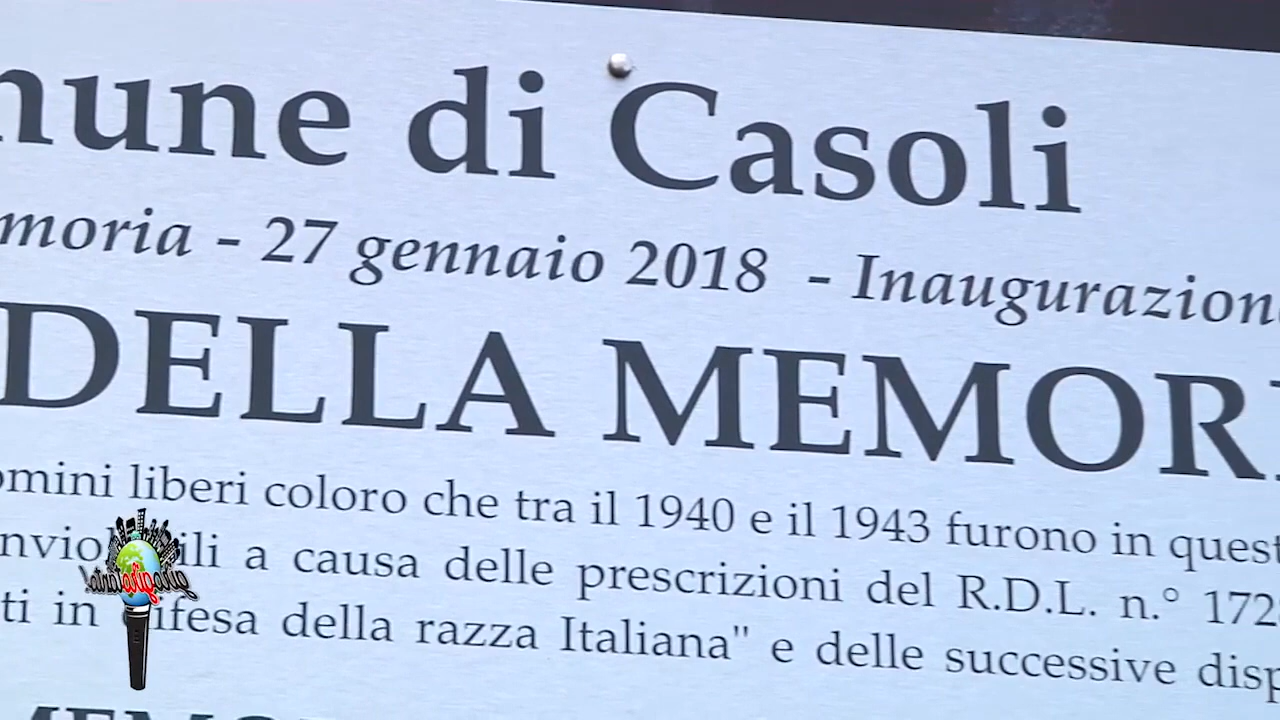 mune di Casoli
moria - 27 gennaio 2018 - Inaugurazion
DELLA MEMOR
omini liberi coloro che tra il 1940 e il 1943 furono in quest
nvio ili a causa delle prescrizioni del R.D.L. n.° 172
ti in difesa della razza Italiana" e delle successive disp